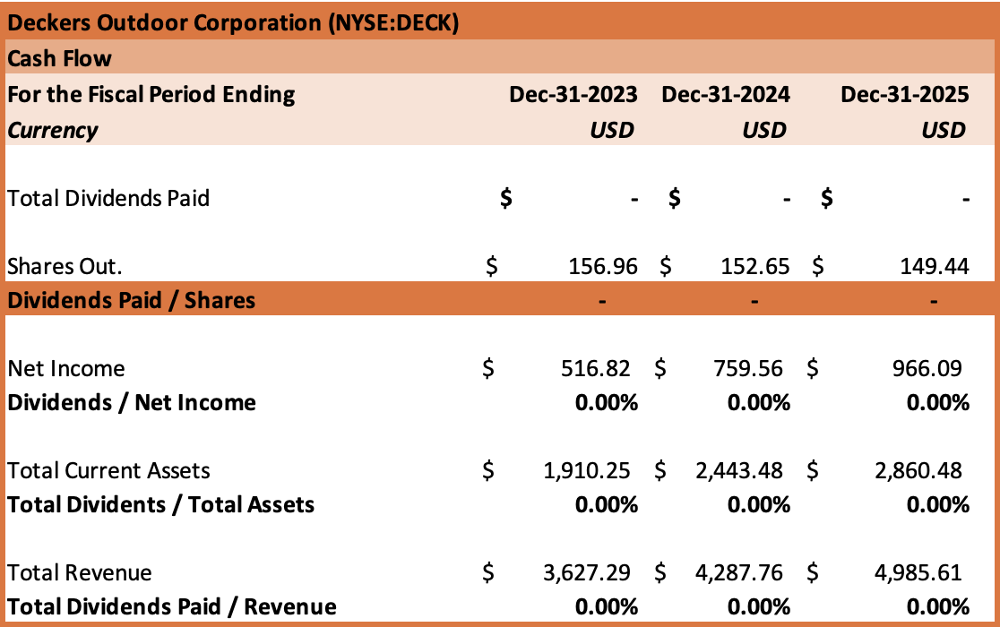 Deckers Outdoor Corporation (NYSE:DECK)
Cash Flow
For the Fiscal Period Ending Dec-31-2023 Dec-31-2024 Dec-31-2025
Currency USD USD USD
Total Dividends Paid $ - $ - $ -
Shares Out. $ 156.96 $ 152.65 $ 149.44
Dividends Paid / Shares - - -
Net Income $ 516.82 $ 759.56 $ 966.09
Dividends / Net Income 0.00% 0.00% 0.00%
Total Current Assets $ 1,910.25 $ 2,443.48 $ 2,860.48
Total Dividents / Total Assets 0.00% 0.00% 0.00%
Total Revenue $ 3,627.29 $ 4,287.76 $ 4,985.61
Total Dividends Paid / Revenue 0.00% 0.00% 0.00%